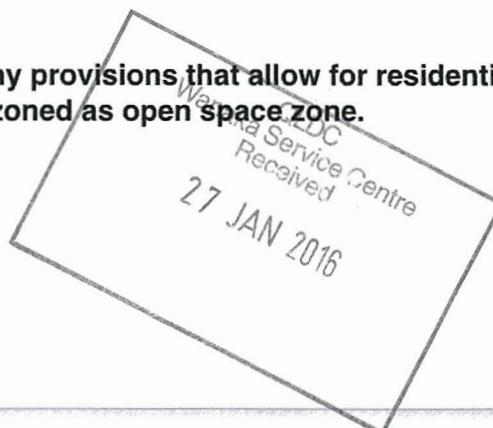 ny provisions that allow for residenti
zoned as open space zone.
QLDC
Wanaka Service Centre
Received
27 JAN 2016